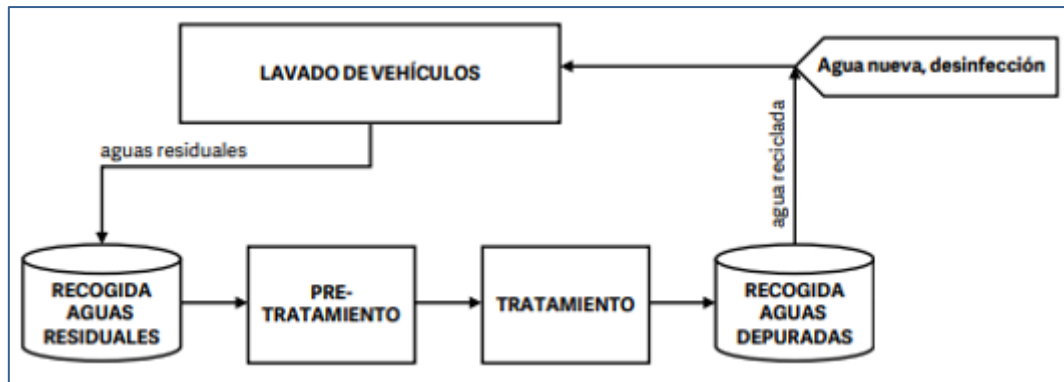 LAVADO DE VEHÍCULOS
Agua nueva, desinfección
aguas residuales
agua reciclada
RECOGIDA
AGUAS
RESIDUALES
PRE-
TRATAMIENTO
TRATAMIENTO
RECOGIDA
AGUAS
DEPURADAS